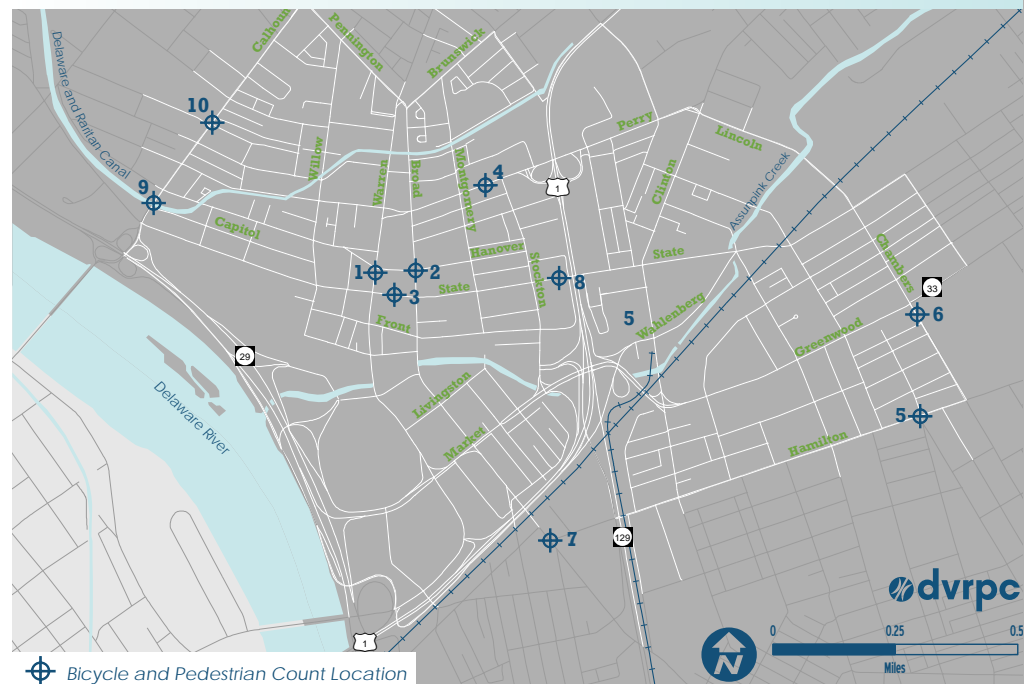 Calhoun
Pennington
Brunswick
Delaware and Raritan Canal
10
Willow
Perry
Lincoln
Warren
Broad
Montgomery
4
Clinton
1
9
Assunpink Creek
Capitol
Hanover
State
Chambers
1
2
Stockton
8
33
3
State
5
Wahlenberg
6
Front
Greenwood
29
Delaware River
Livingston
5
Market
Hamilton
7
129
dvrpc
1
N
0
0.25
0.5
Miles
Bicycle and Pedestrian Count Location